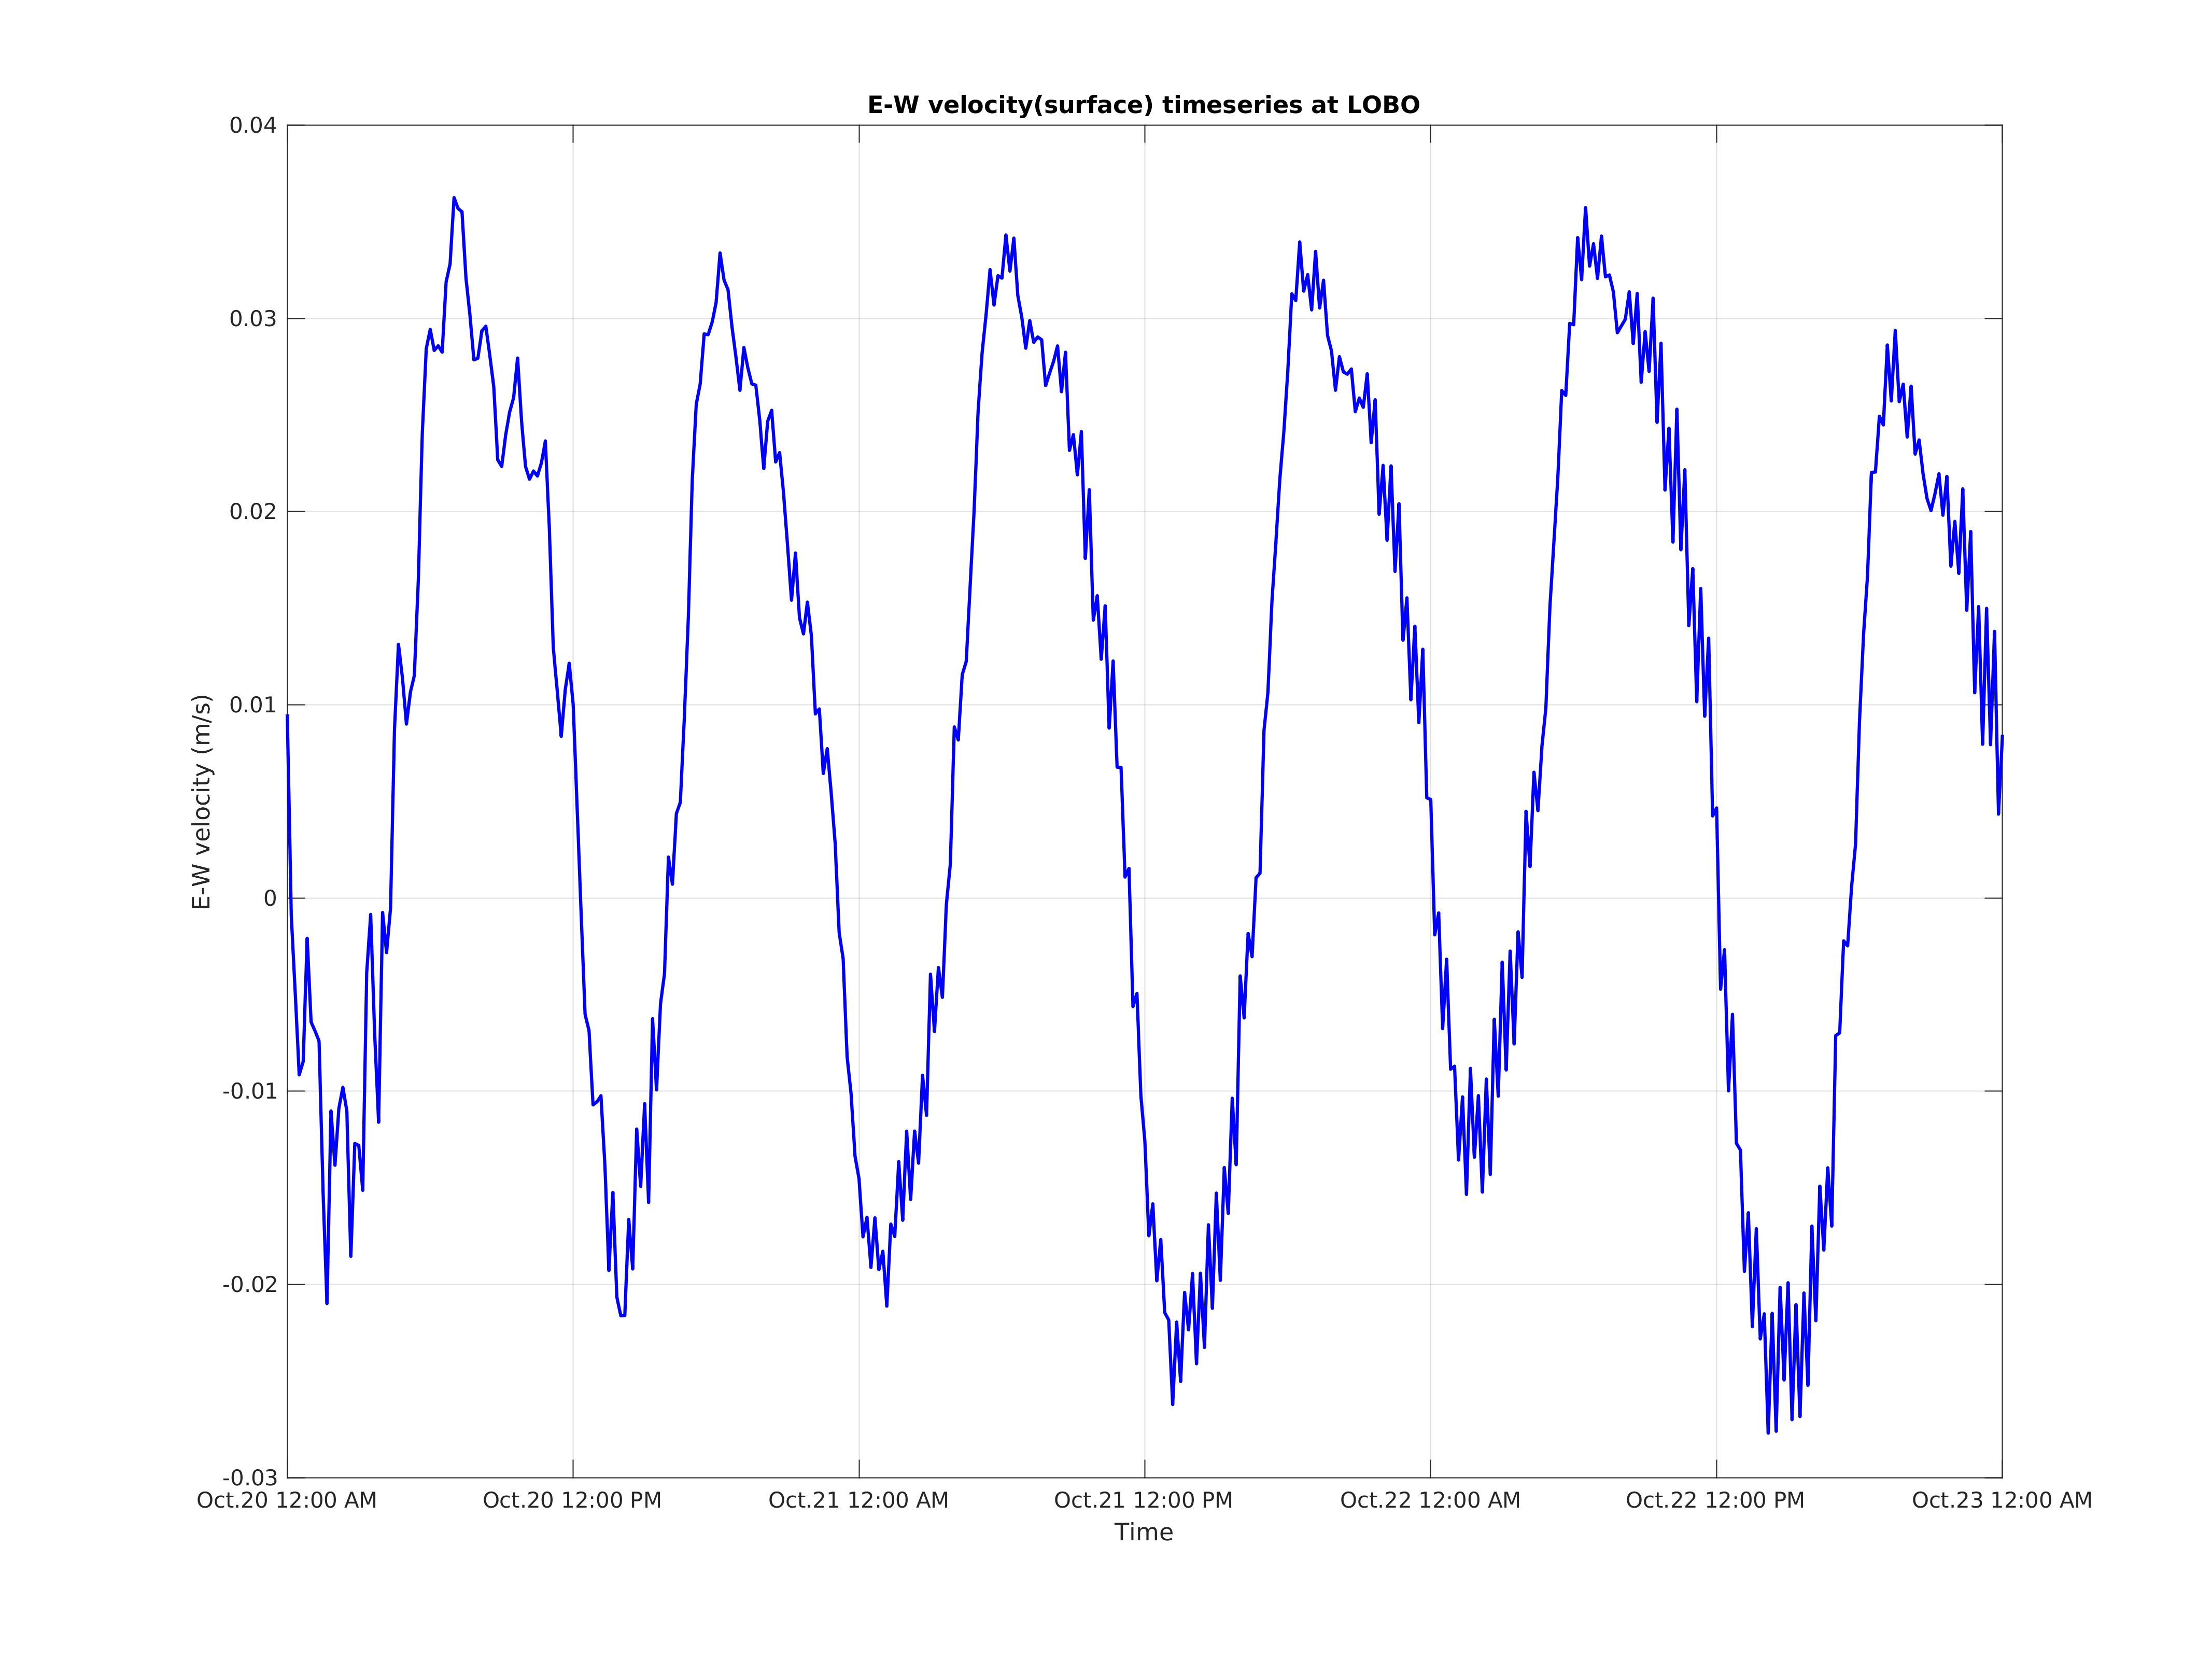 E-W velocity(surface) timeseries at LOBO
0.04
0.03
0.02
0.01
0
-0.01
-0.02
-0.03
E-W velocity (m/s)
Oct.20 12:00 AM Oct.20 12:00 PM Oct.21 12:00 AM Oct.21 12:00 PM Oct.22 12:00 AM Oct.22 12:00 PM Oct.23 12:00 AM
Time